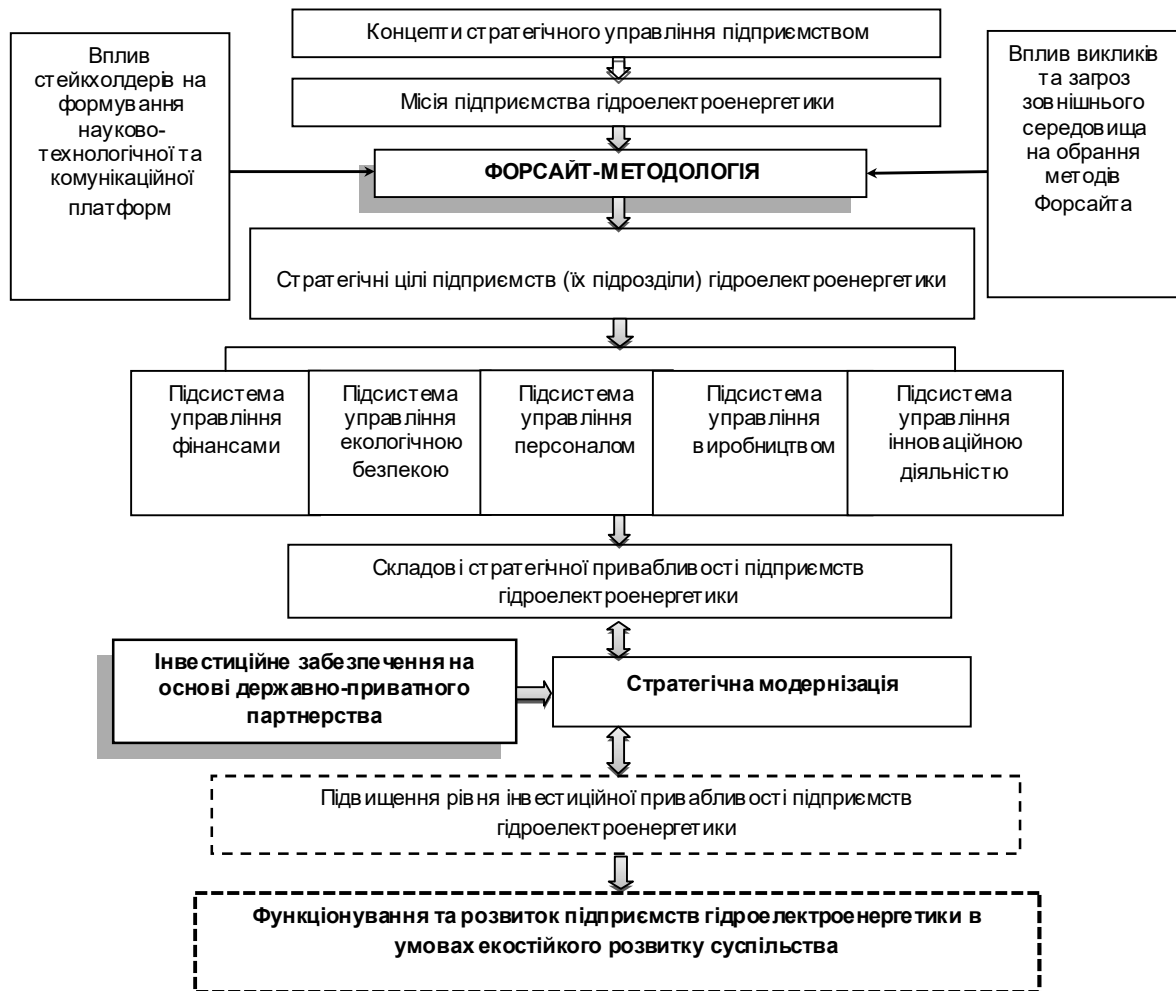 Концепти стратегічного управління підприємством
Вплив
стейкхолдерів на
формування
науково-
технологічної та
комунікаційної
платформ
Місія підприємства гідроелектроенергетики
Вплив викликів
та загроз
зовнішнього
середовища
на обрання
методів
Форсайта
ФОРСАЙТ-МЕТОДОЛОГІЯ
Стратегічні цілі підприємств (їх підрозділи) гідроелектроенергетики
Підсистема
управління
фінансами
Підсистема
управління
екологічною
безпекою
Підсистема
управління
персоналом
Підсистема
управління
виробництвом
Підсистема
управління
інноваційною
діяльністю
Складові стратегічної привабливості підприємств
гідроелектроенергетики
Інвестиційне забезпечення на
основі державно-приватного
партнерства
Стратегічна модернізація
Підвищення рівня інвестиційної привабливості підприємств
гідроелектроенергетики
Функціонування та розвиток підприємств гідроелектроенергетики в
умовах екостійкого розвитку суспільства